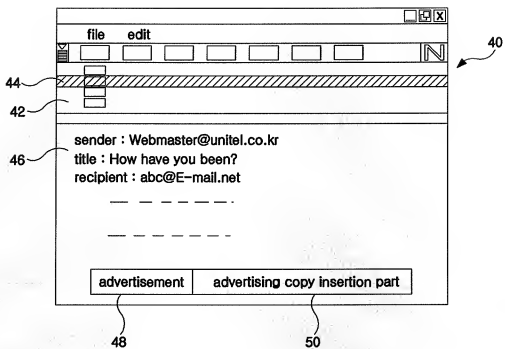 file edit
N
40
44
42
46
sender : Webmaster@unitel.co.kr
title : How have you been?
recipient : abc@E-mail.net
advertisement advertising copy insertion part
48 50